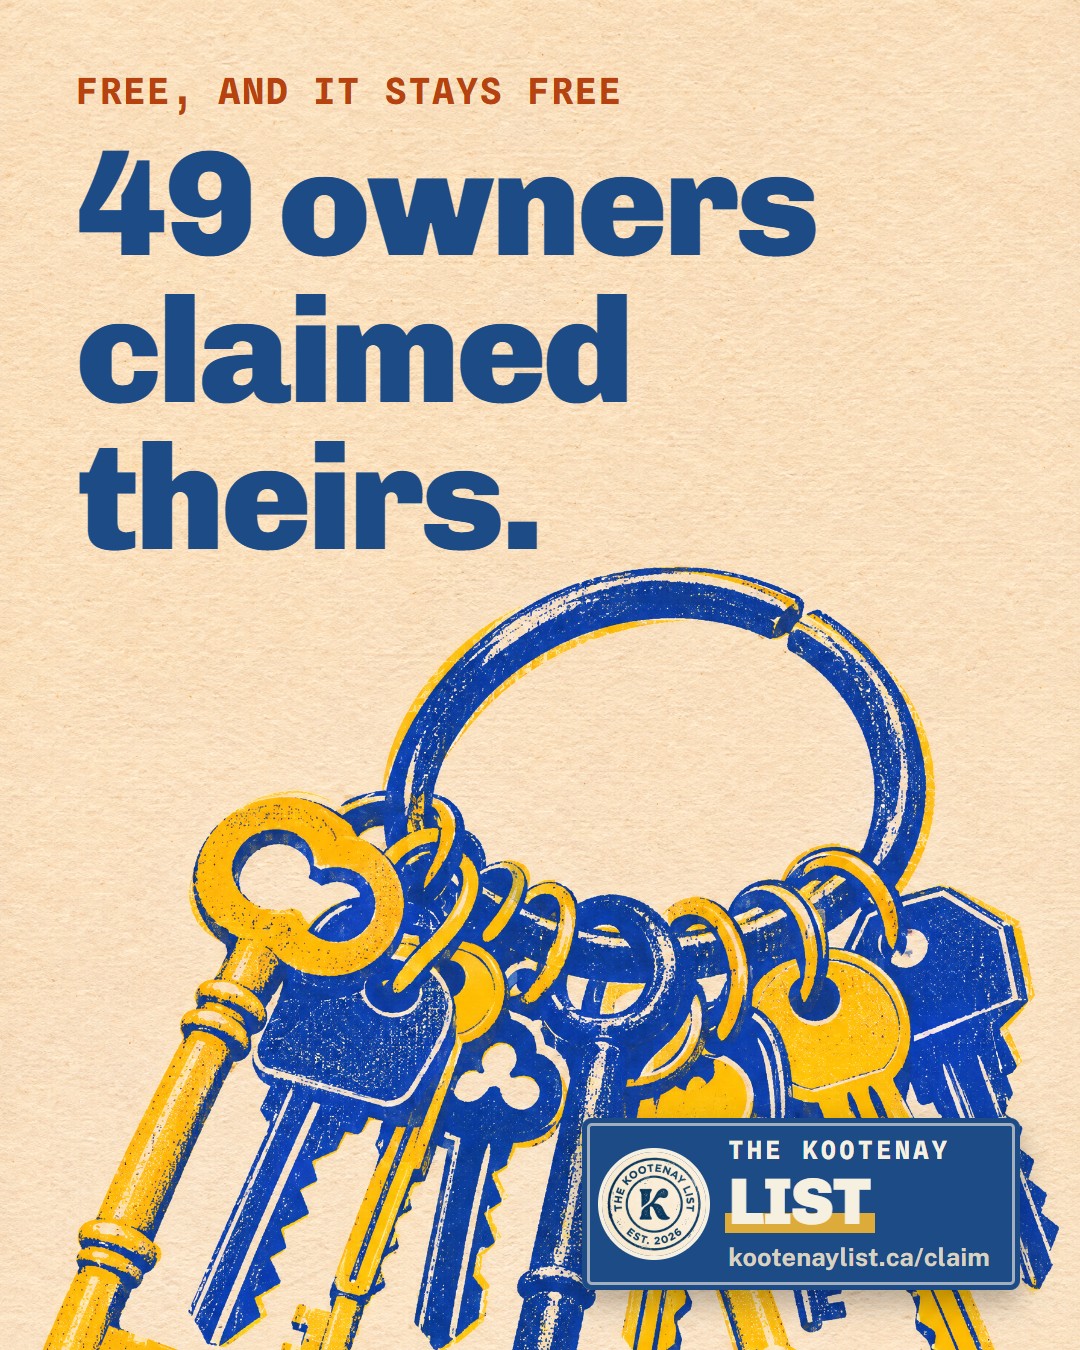 FREE, AND IT STAYS FREE
49 owners
claimed
theirs.
THE KOOTENAY LIST
K
EST. 2026
THE KOOTENAY
LIST
kootenaylist.ca/claim